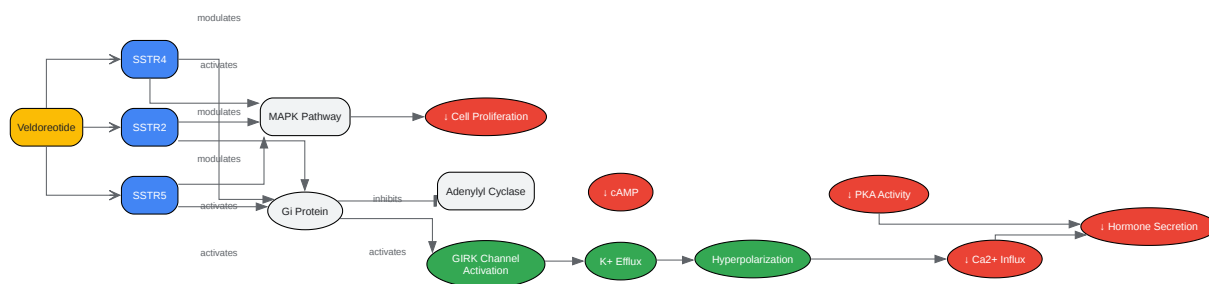 modulates
SSTR4
activates
Veldoreotide
SSTR2
modulates
MAPK Pathway
↓ Cell Proliferation
modulates
SSTR5
activates
Gi Protein
inhibits
Adenylyl Cyclase
↓ cAMP
↓ PKA Activity
↓ Hormone Secretion
activates
activates
GIRK Channel
Activation
K+ Efflux
Hyperpolarization
↓ Ca2+ Influx